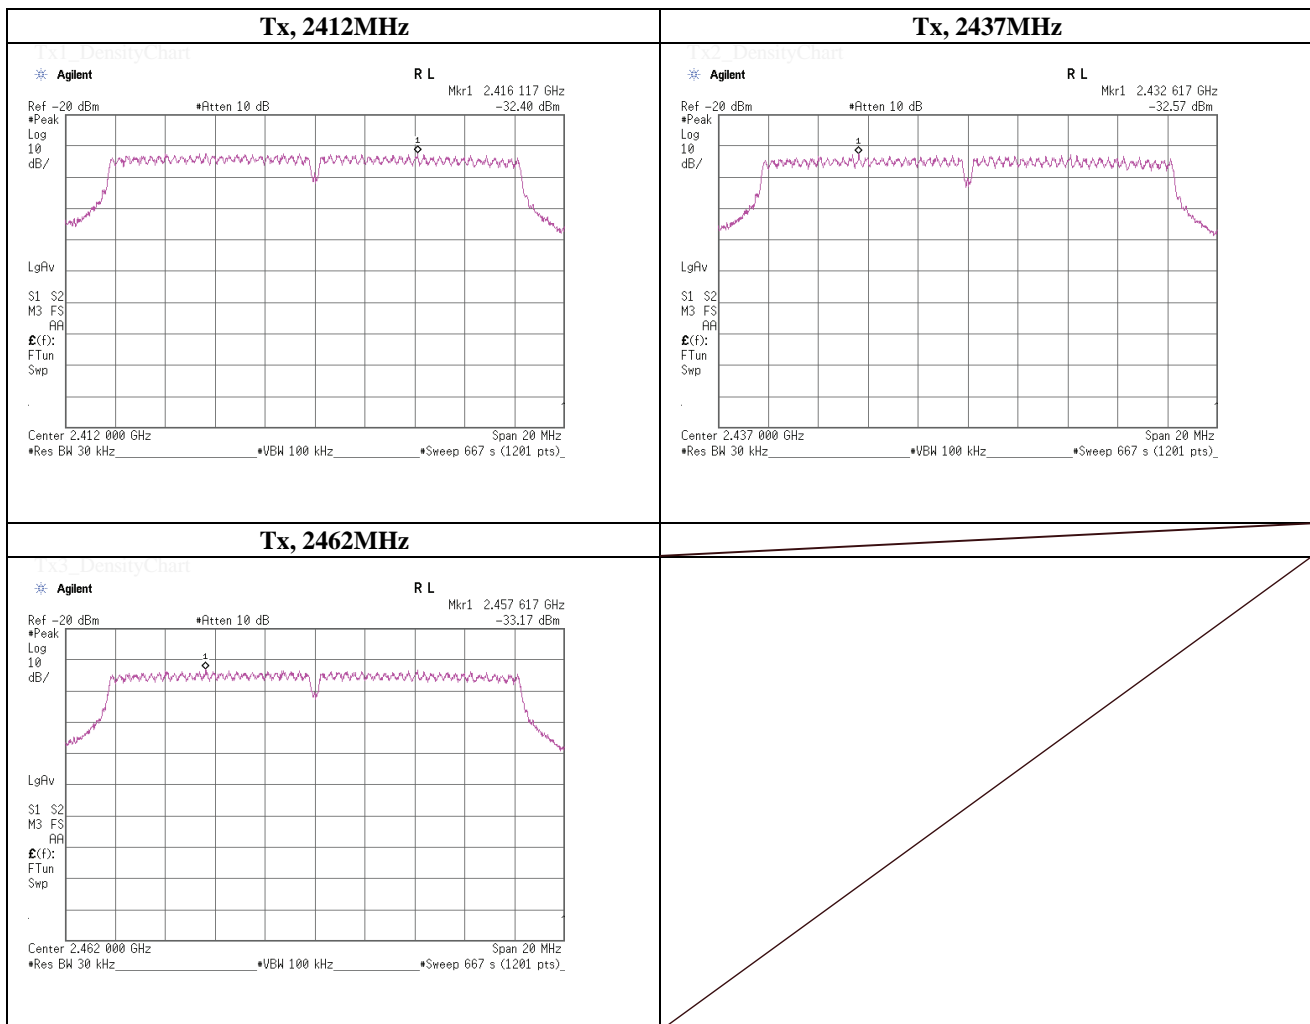 Tx, 2412MHz
Tx1_DensityChart
Agilent
R L
Mkr1 2.416 117 GHz
Ref -20 dBm #Atten 10 dB -32.40 dBm
#Peak
Log
10
dB/
1
LgAv
S1 S2
M3 FS
AA
£(f):
FTun
Swp
Center 2.412 000 GHz Span 20 MHz
#Res BW 30 kHz #VBW 100 kHz #Sweep 667 s (1201 pts)
Tx, 2437MHz
Tx2_DensityChart
Agilent
R L
Mkr1 2.432 617 GHz
Ref -20 dBm #Atten 10 dB -32.57 dBm
#Peak
Log
10
dB/
1
LgAv
S1 S2
M3 FS
AA
£(f):
FTun
Swp
Center 2.437 000 GHz Span 20 MHz
#Res BW 30 kHz #VBW 100 kHz #Sweep 667 s (1201 pts)
Tx, 2462MHz
Tx3_DensityChart
Agilent
R L
Mkr1 2.457 617 GHz
Ref -20 dBm #Atten 10 dB -33.17 dBm
#Peak
Log
10
dB/
1
LgAv
S1 S2
M3 FS
AA
£(f):
FTun
Swp
Center 2.462 000 GHz Span 20 MHz
#Res BW 30 kHz #VBW 100 kHz #Sweep 667 s (1201 pts)